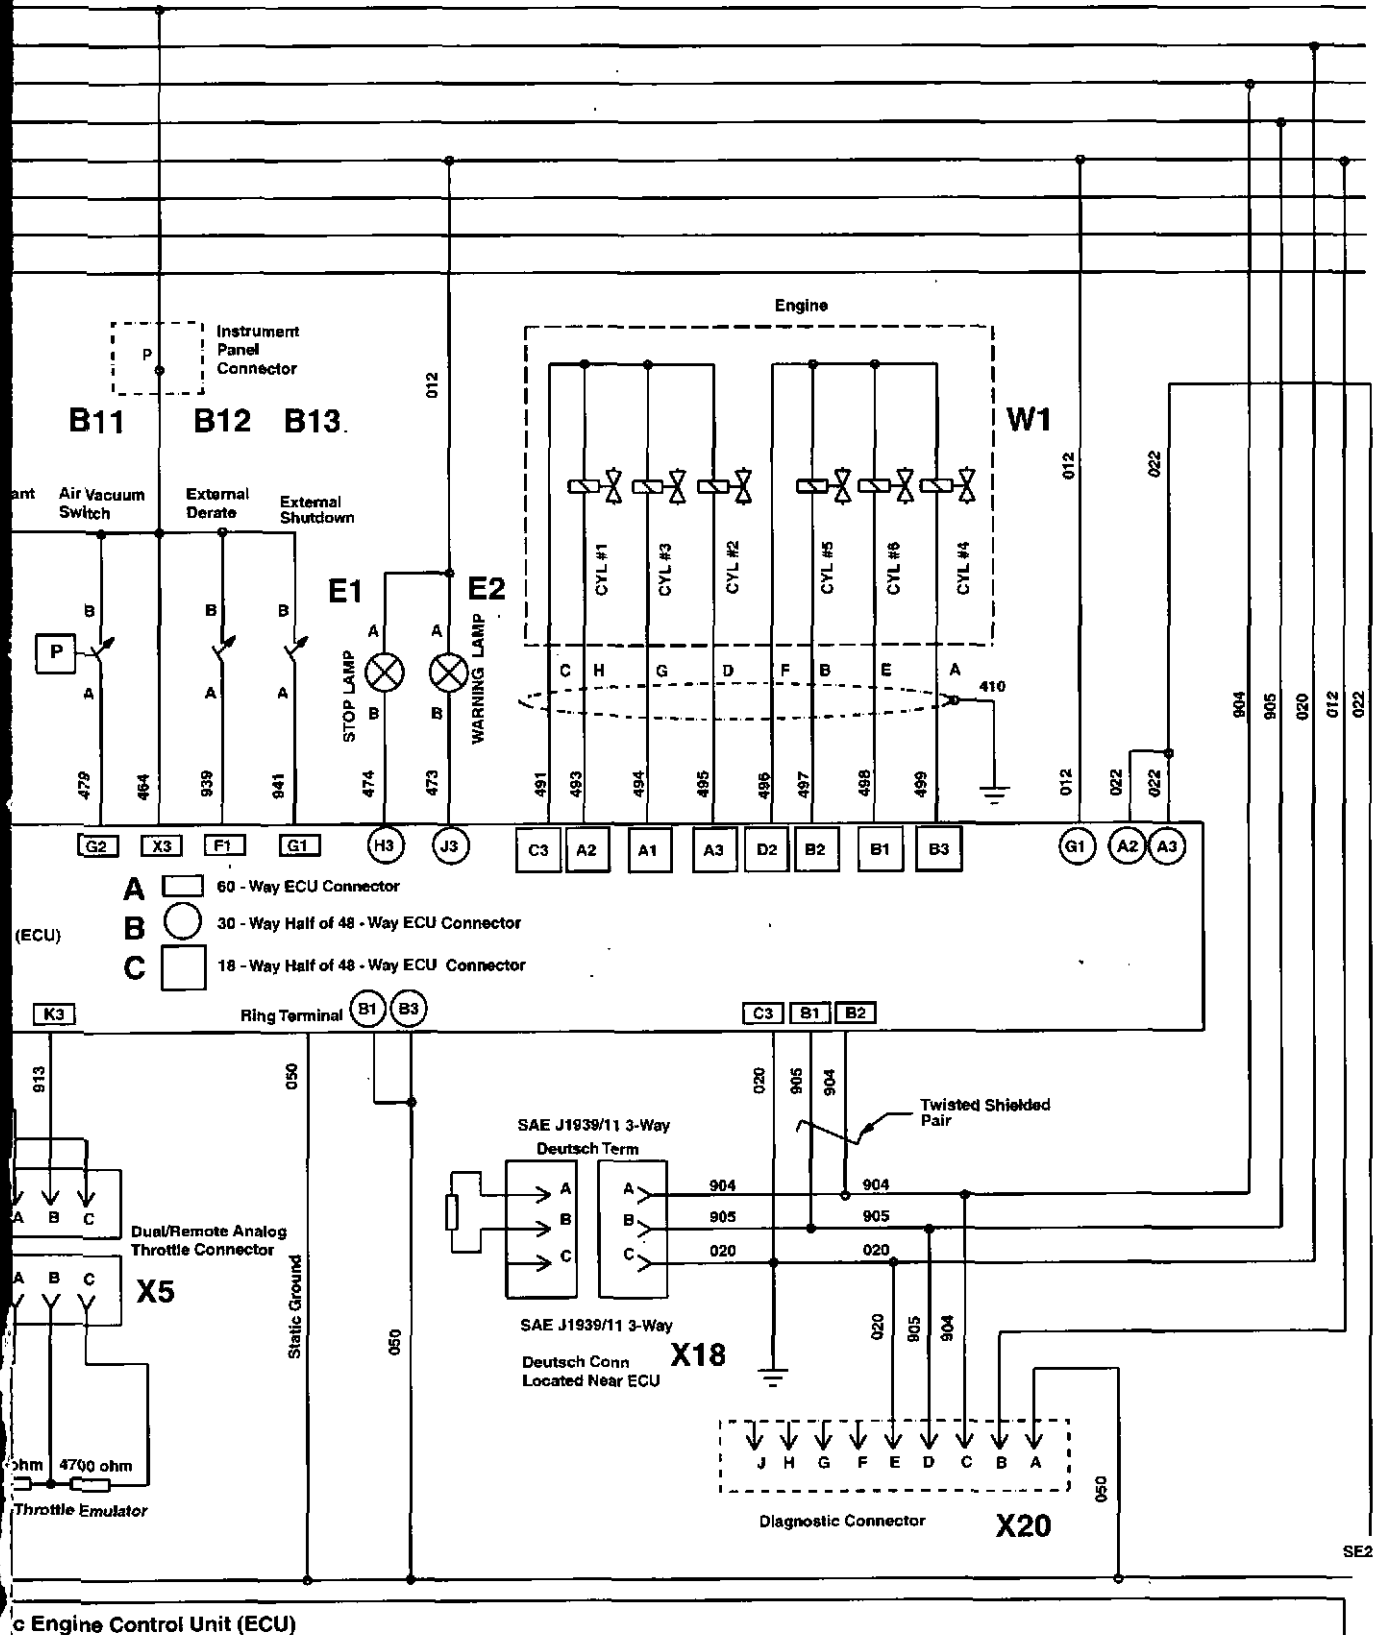 Engine
P
Instrument
Panel
Connector
012
B11
B12
B13.
W1
012
022
ant
Air Vacuum
Switch
External
Derate
External
Shutdown
CYL #1
CYL #3
CYL #2
CYL #5
CYL #6
CYL #4
E1
E2
B
B
B
A
A
P
STOP LAMP
WARNING LAMP
A
A
A
B
B
C
H
G
D
F
B
E
A
410
904
905
020
012
022
479
464
939
941
474
473
491
493
494
495
496
497
498
499
012
022
022
G2
X3
F1
G1
H3
J3
C3
A2
A1
A3
D2
B2
B1
B3
G1
A2
A3
A
60 - Way ECU Connector
B
30 - Way Half of 48 - Way ECU Connector
(ECU)
C
18 - Way Half of 48 - Way ECU Connector
K3
Ring Terminal
B1
B3
C3
B1
B2
913
050
020
905
904
Twisted Shielded
Pair
SAE J1939/11 3-Way
Deutsch Term
A
B
C
A
B
C
904
904
905
905
020
020
A
B
C
Dual/Remote Analog
Throttle Connector
A
B
C
X5
Static Ground
050
SAE J1939/11 3-Way
X18
Deutsch Conn
Located Near ECU
020
905
904
ohm
4700 ohm
Throttle Emulator
J
H
G
F
E
D
C
B
A
050
Diagnostic Connector
X20
SE2
c Engine Control Unit (ECU)